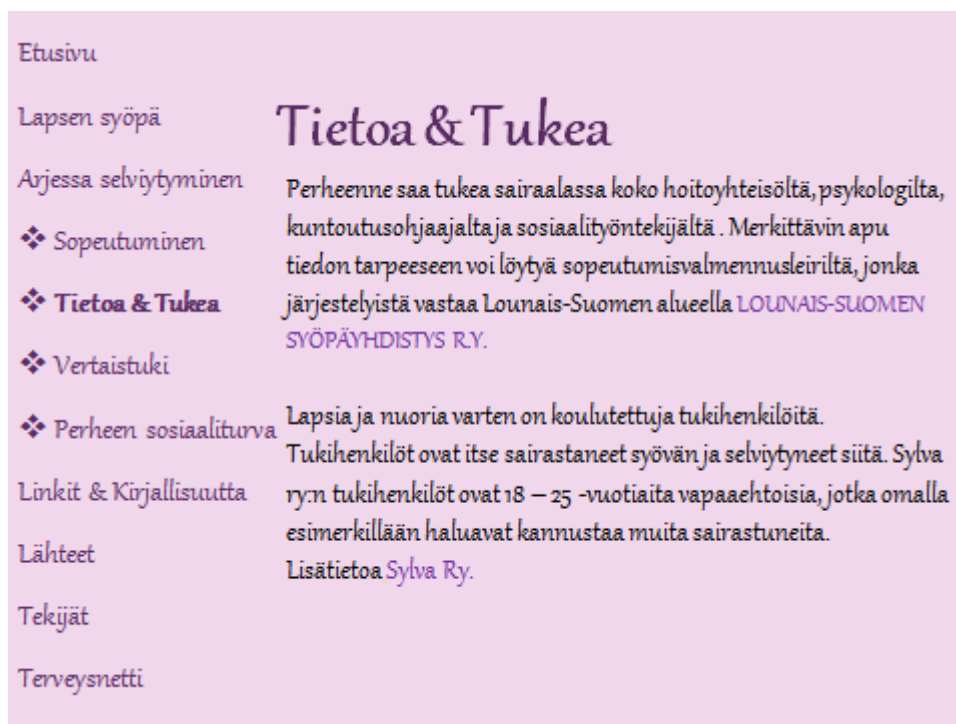 Etusivu
Lapsen syöpä
Arjessa selviytyminen
❖ Sopeutuminen
❖ Tietoa & Tukea
❖ Vertaistuki
❖ Perheen sosiaaliturva
Linkit & Kirjallisuutta
Lähteet
Tekijät
Terveysnetti
Tietoa & Tukea
Perheenne saa tukea sairaalassa koko hoitoyhteisöltä, psykologilta,
kuntoutusohjaajalta ja sosiaalityöntekijältä . Merkittävin apu
tiedon tarpeeseen voi löytyä sopeutumisvalmennusleiriltä, jonka
järjestelyistä vastaa Lounais-Suomen alueella LOUNAIS-SUOMEN
SYÖPÄYHDISTYS R.Y.
Lapsia ja nuoria varten on koulutettuja tukihenkilöitä.
Tukihenkilöt ovat itse sairastaneet syövän ja selviytyneet siitä. Sylva
ry:n tukihenkilöt ovat 18 – 25 -vuotiaita vapaaehtoisia, jotka omalla
esimerkillään haluavat kannustaa muita sairastuneita.
Lisätietoa Sylva Ry.